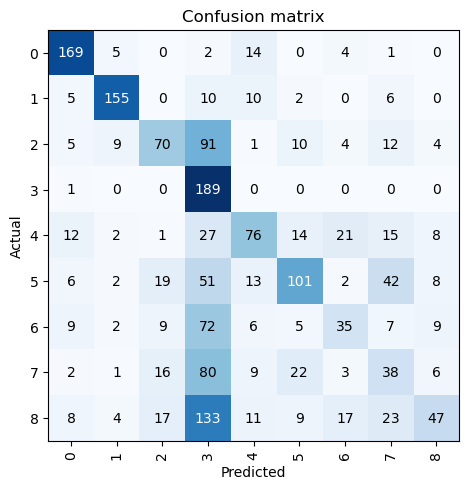 Confusion matrix
0 169 5 0 2 14 0 4 1 0
1 5 155 0 10 10 2 0 6 0
2 5 9 70 91 1 10 4 12 4
3 1 0 0 189 0 0 0 0 0
4 12 2 1 27 76 14 21 15 8
5 6 2 19 51 13 101 2 42 8
6 9 2 9 72 6 5 35 7 9
7 2 1 16 80 9 22 3 38 6
8 8 4 17 133 11 9 17 23 47
Actual
0 1 2 3 4 5 6 7 8
Predicted